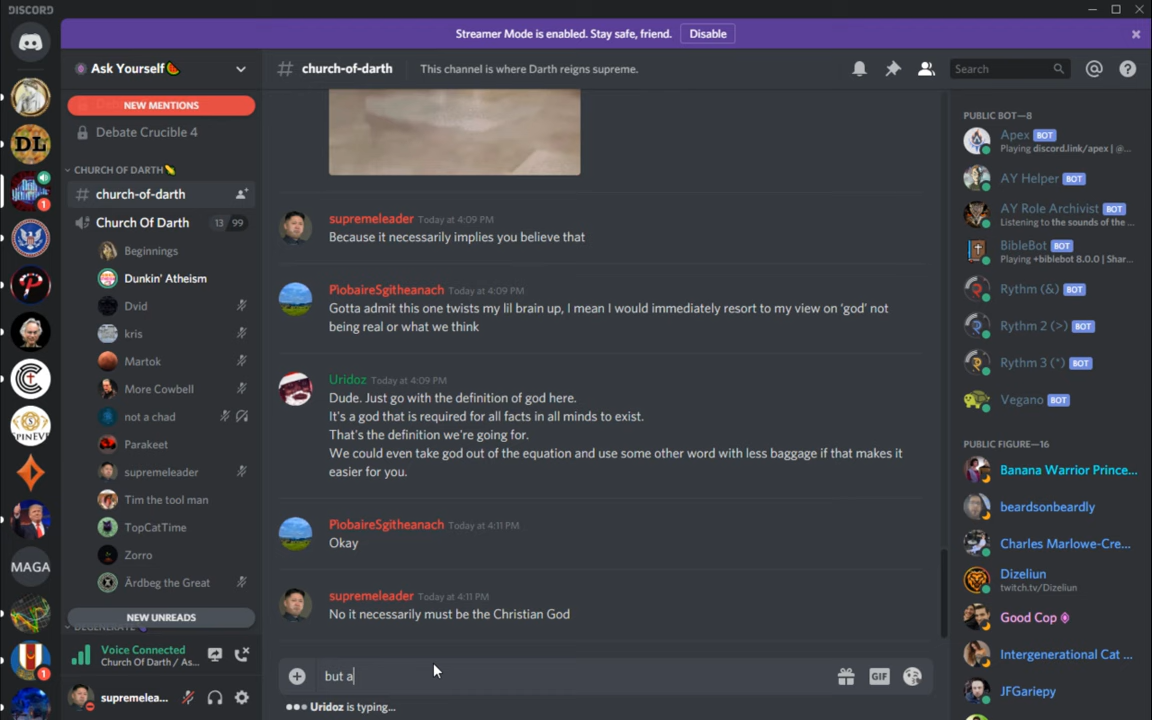 DISCORD
Streamer Mode is enabled. Stay safe, friend.
Disable
Ask Yourself🍉
NEW MENTIONS
Debate Crucible 4
CHURCH OF DARTH🌽
# church-of-darth
Church Of Darth
13 99
Beginnings
Dunkin' Atheism
Dvid
kris
Martok
More Cowbell
not a chad
Parakeet
supremeleader
Tim the tool man
TopCatTime
Zorro
Ärdbeg the Great
NEW UNREADS
Voice Connected
Church Of Darth / As...
supremelea...
DL
MAGA
1
1
# church-of-darth
This channel is where Darth reigns supreme.
Search
supremeleader Today at 4:09 PM
Because it necessarily implies you believe that
PiobaireSgitheanach Today at 4:09 PM
Gotta admit this one twists my lil brain up, I mean I would immediately resort to my view on 'god' not
being real or what we think
Uridoz Today at 4:09 PM
Dude. Just go with the definition of god here.
It's a god that is required for all facts in all minds to exist.
That's the definition we're going for.
We could even take god out of the equation and use some other word with less baggage if that makes it
easier for you.
PiobaireSgitheanach Today at 4:11 PM
Okay
supremeleader Today at 4:11 PM
No it necessarily must be the Christian God
but a
GIF
Uridoz is typing...
PUBLIC BOT—8
Apex BOT
Playing discord.link/apex | @...
AY Helper BOT
AY Role Archivist BOT
Listening to the sounds of the ...
BibleBot BOT
Playing +biblebot 8.0.0 | Shar...
Rythm (&) BOT
Rythm 2 (>) BOT
Rythm 3 (*) BOT
Vegano BOT
PUBLIC FIGURE—16
Banana Warrior Prince...
beardsonbeardly
Charles Marlowe-Cre...
Dizeliun
twitch.tv/Dizeliun
Good Cop
Intergenerational Cat ...
JFGariepy